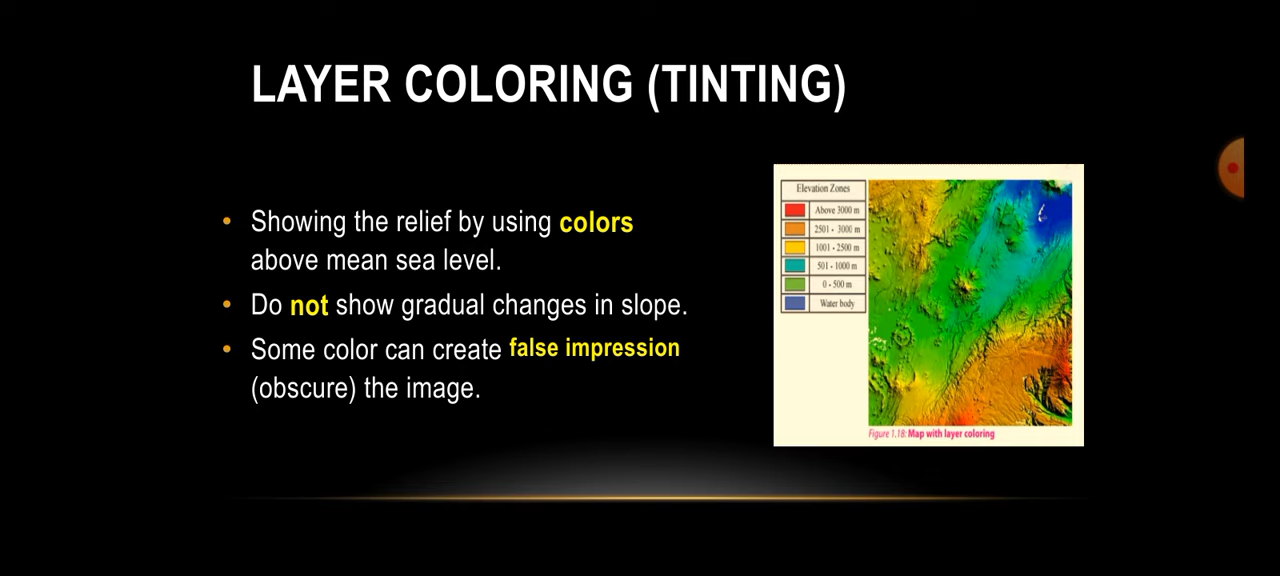 LAYER COLORING (TINTING)
• Showing the relief by using colors
above mean sea level.
• Do not show gradual changes in slope.
• Some color can create false impression
(obscure) the image.
Elevation Zones
Above 3000 m
2501 - 3000 m
1001 - 2500 m
501 - 1000 m
0 - 500 m
Water body
Figure 1.18: Map with layer coloring